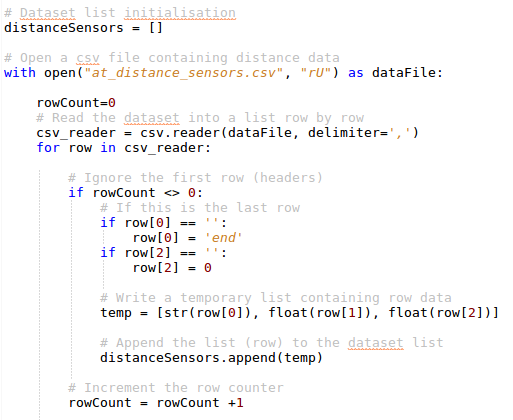 # Dataset list initialisation
distanceSensors = []
# Open a csv file containing distance data
with open("at_distance_sensors.csv", "rU") as dataFile:
rowCount=0
# Read the dataset into a list row by row
csv_reader = csv.reader(dataFile, delimiter=',')
for row in csv_reader:
# Ignore the first row (headers)
if rowCount <> 0:
# If this is the last row
if row[0] == '':
row[0] = 'end'
if row[2] == '':
row[2] = 0
# Write a temporary list containing row data
temp = [str(row[0]), float(row[1]), float(row[2])]
# Append the list (row) to the dataset list
distanceSensors.append(temp)
# Increment the row counter
rowCount = rowCount +1